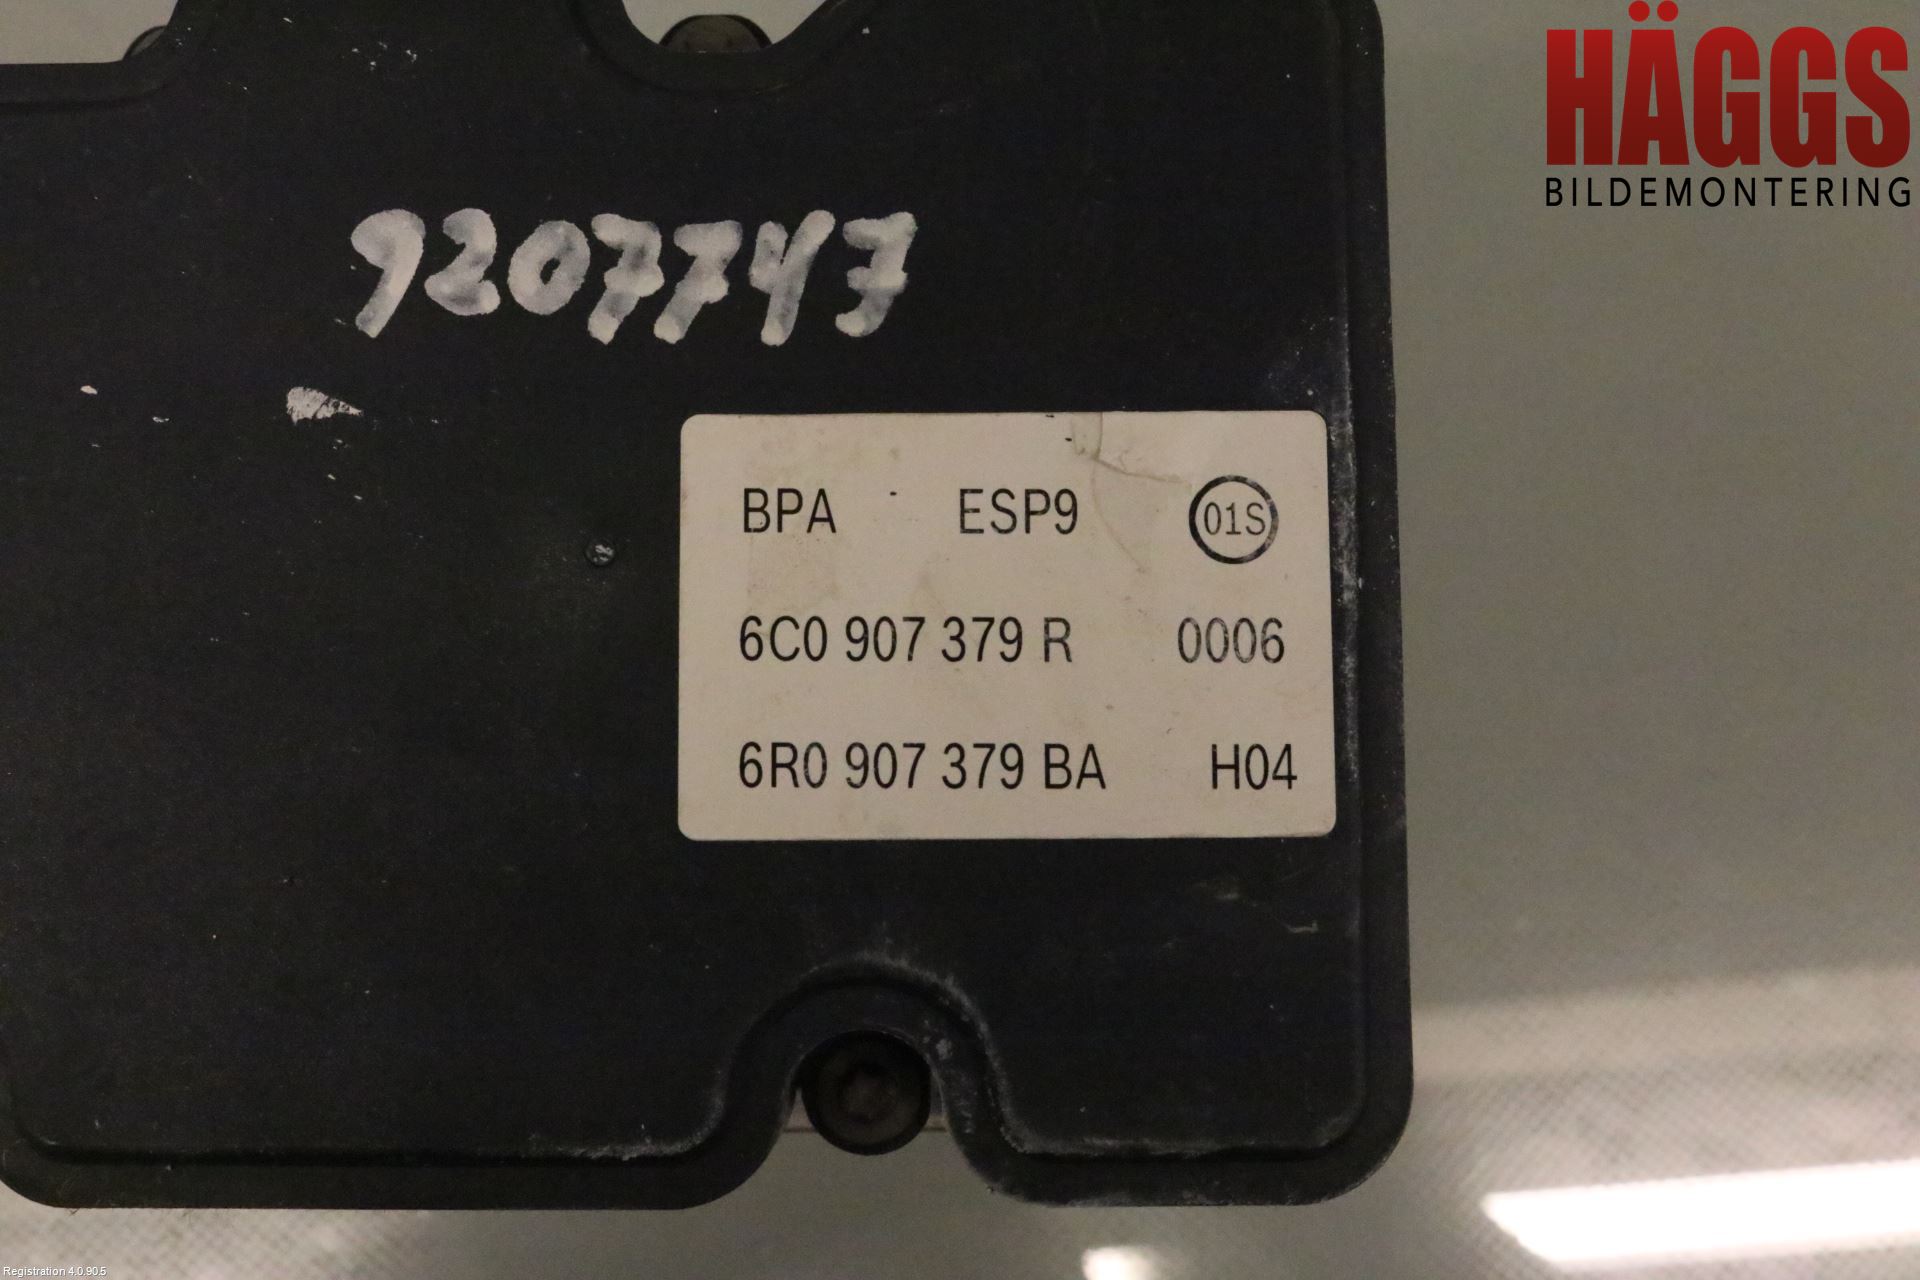 HÄGGS
BILDEMONTERING
9207747
BPA ESP9 01S
6C0 907 379 R 0006
6R0 907 379 BA H04
Registration 4.0.90.5